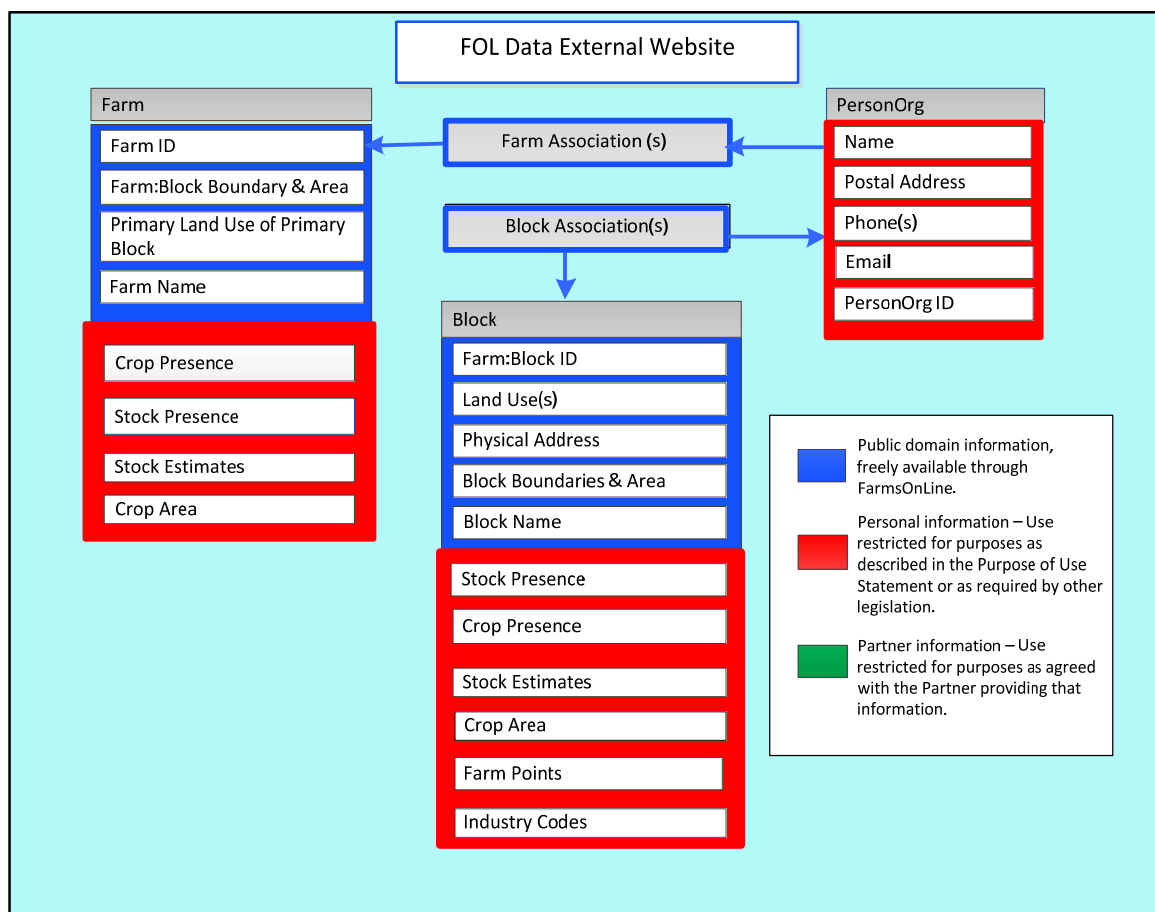 FOL Data External Website
Farm
Farm ID
Farm:Block Boundary & Area
Primary Land Use of Primary
Block
Farm Name
Crop Presence
Stock Presence
Stock Estimates
Crop Area
Farm Association (s)
Block Association(s)
Block
Farm:Block ID
Land Use(s)
Physical Address
Block Boundaries & Area
Block Name
Stock Presence
Crop Presence
Stock Estimates
Crop Area
Farm Points
Industry Codes
PersonOrg
Name
Postal Address
Phone(s)
Email
PersonOrg ID
Public domain information,
freely available through
FarmsOnLine.
Personal information – Use
restricted for purposes as
described in the Purpose of Use
Statement or as required by other
legislation.
Partner information – Use
restricted for purposes as agreed
with the Partner providing that
information.